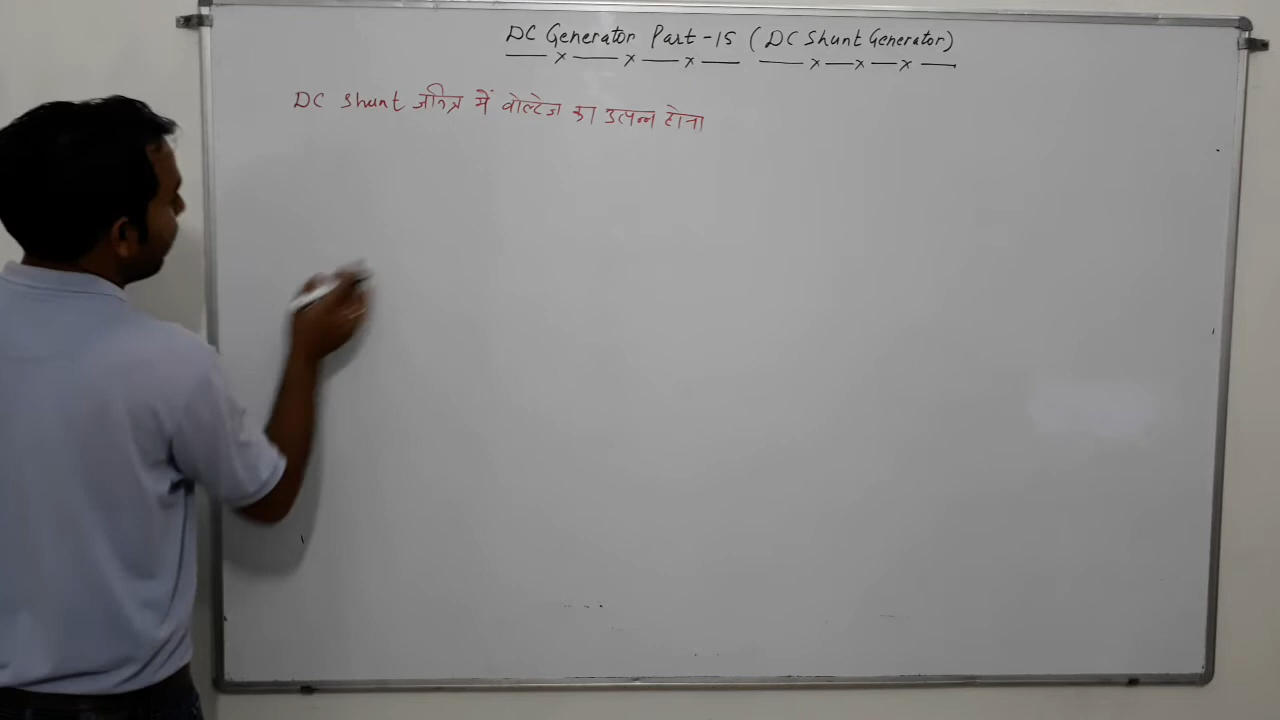 DC Generator Part-15 (DC Shunt Generator)
DC Shunt जनित्र में वोल्टेज का उत्पन्न होना